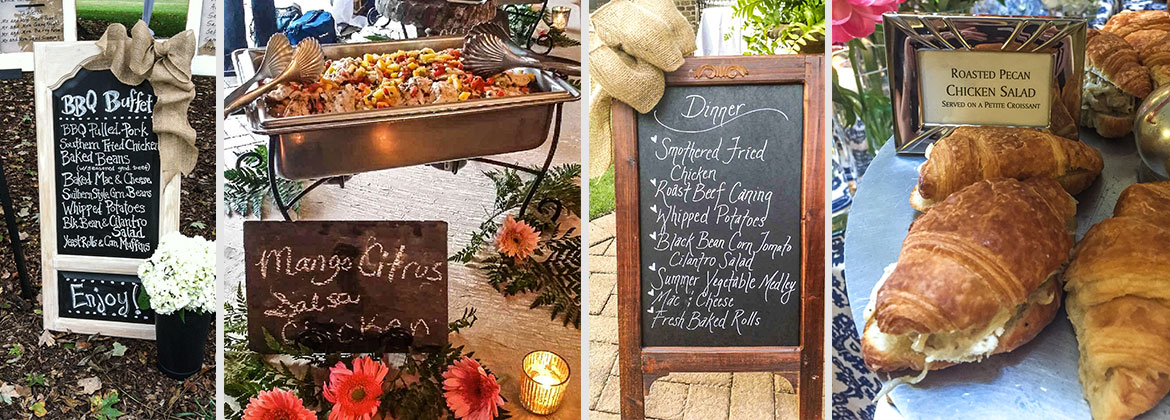 BBQ Buffet
BBQ Pulled Pork
Southern Fried Chicken
Baked Beans
Baked Mac & Cheese
Southern Style Grn. Beans
Whipped Potatoes
Blk. Bean & Cilantro
Salad
Yeast Rolls & Corn Muffins
Enjoy!
Mango Citrus
Salsa
Chicken
Dinner
Smothered Fried
Chicken
Roast Beef Caning
Whipped Potatoes
Black Bean Corn Tomato
Cilantro Salad
Summer Vegetable Medley
Mac & Cheese
Fresh Baked Rolls
Roasted Pecan
Chicken Salad
Served on a Petite Croissant